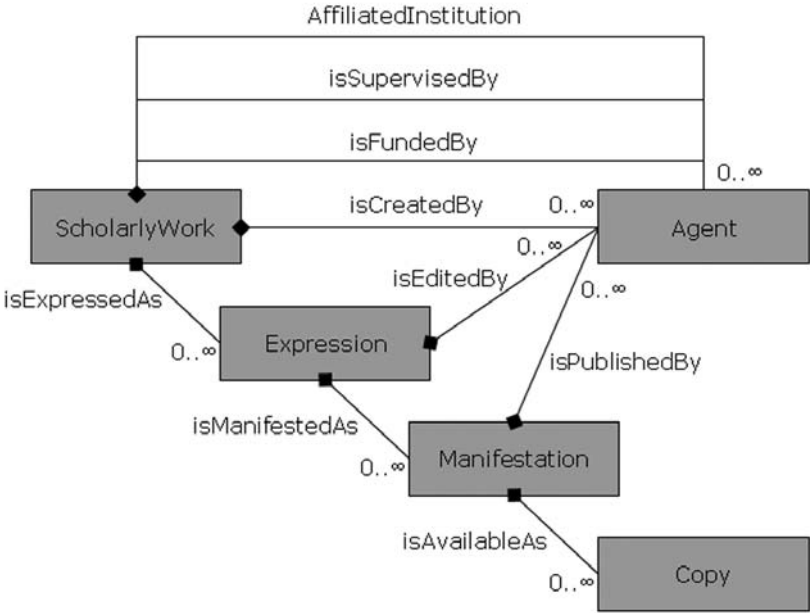 AffiliatedInstitution
isSupervisedBy
isFundedBy
0..∞
isCreatedBy
0..∞
ScholarlyWork
Agent
0..∞
isEditedBy
isExpressedAs
0..∞
0..∞
Expression
isPublishedBy
isManifestedAs
0..∞
Manifestation
isAvailableAs
0..∞
Copy